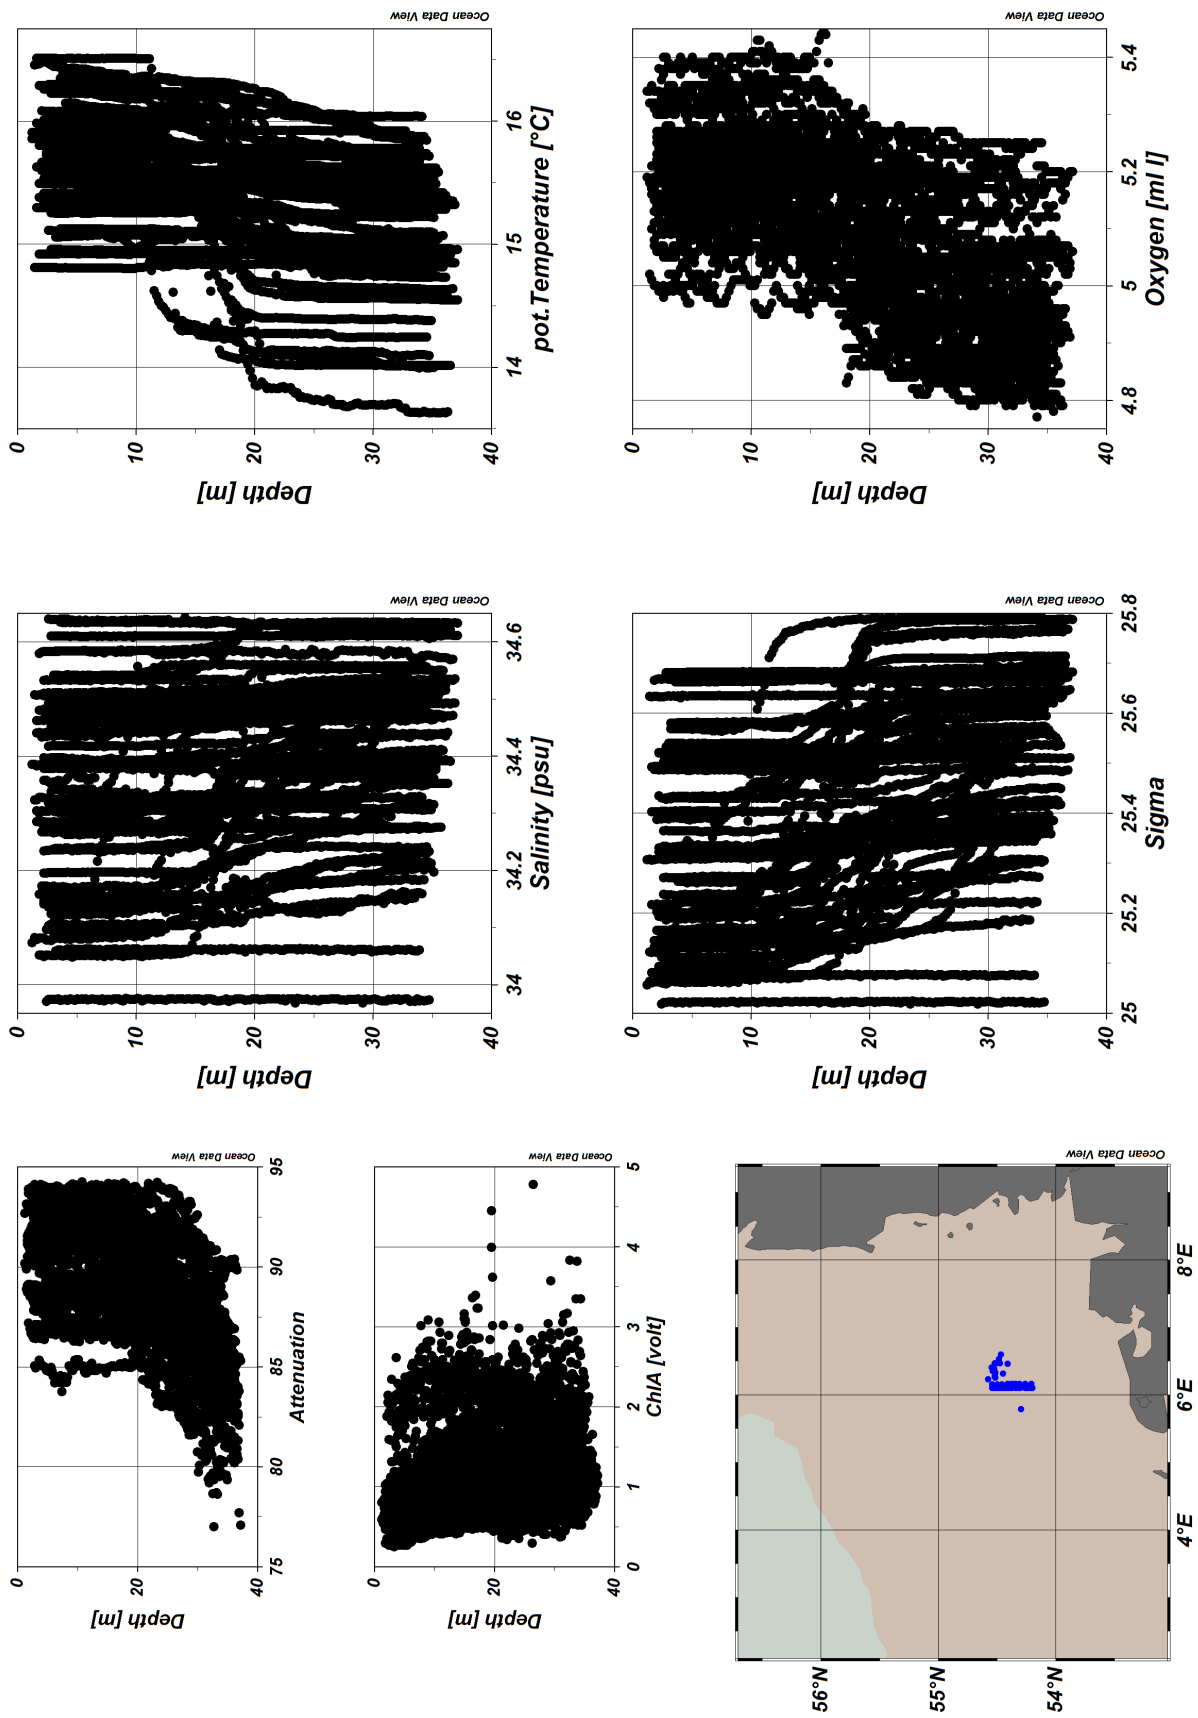 Ocean Data View
0
10
20
30
40
Depth [m]
75
80
85
90
95
Attenuation
Ocean Data View
0
10
20
30
40
Depth [m]
34
34.2
34.4
34.6
Salinity [psu]
Ocean Data View
0
10
20
30
40
Depth [m]
14
15
16
pot.Temperature [°C]
Ocean Data View
0
20
40
Depth [m]
0
1
2
3
4
5
ChlA [volt]
Ocean Data View
56°N
55°N
54°N
4°E
6°E
8°E
Ocean Data View
0
10
20
30
40
Depth [m]
25
25.2
25.4
25.6
25.8
Sigma
Ocean Data View
0
10
20
30
40
Depth [m]
4.8
5
5.2
5.4
Oxygen [ml l]
Ocean Data View